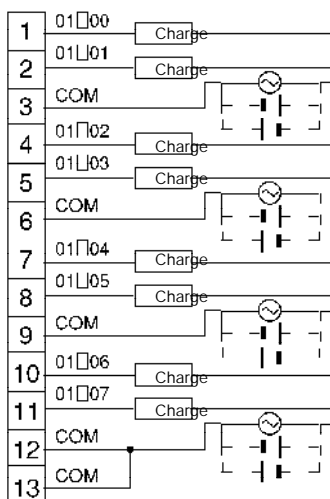 1 01□00 Charge
2 01□01 Charge
3 COM
4 01□02 Charge
5 01□03 Charge
6 COM
7 01□04 Charge
8 01□05 Charge
9 COM
10 01□06 Charge
11 01□07 Charge
12 COM
13 COM